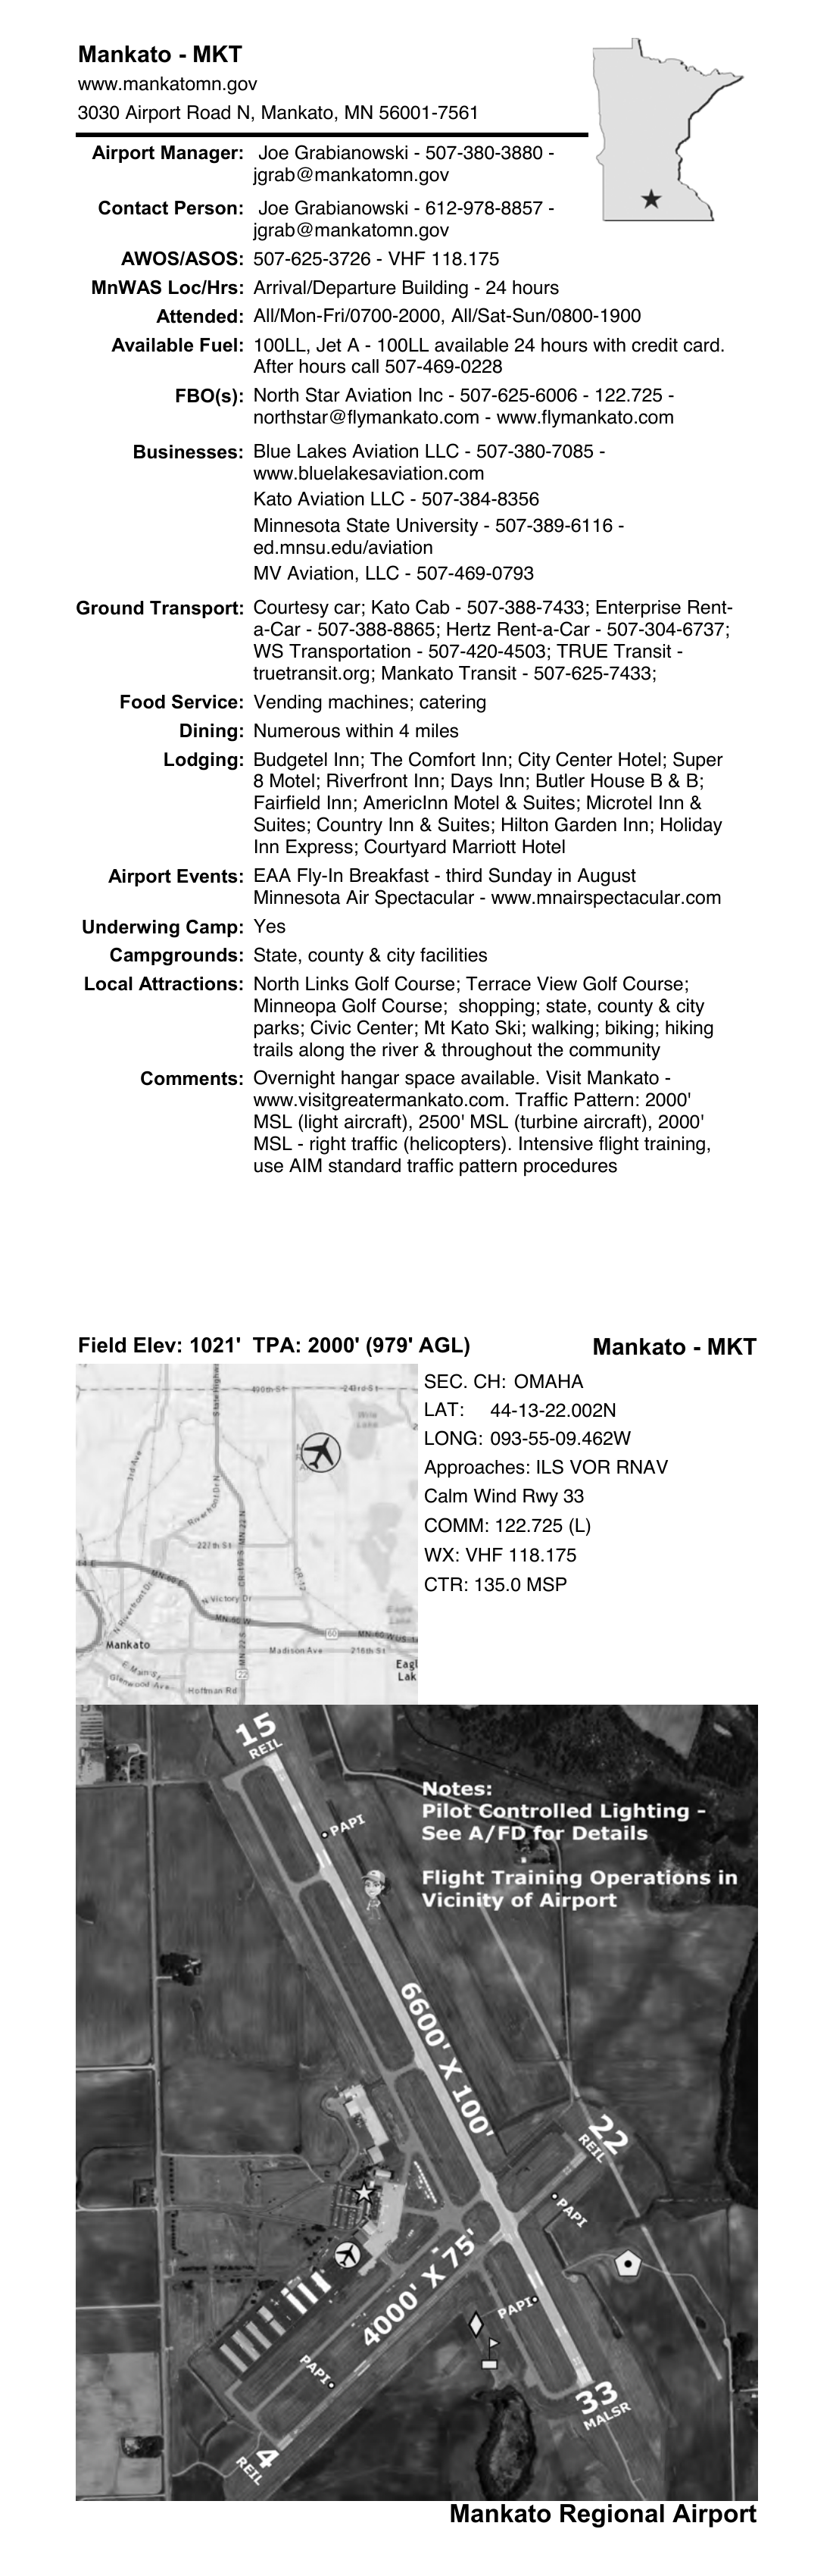 Mankato - MKT
www.mankatomn.gov
3030 Airport Road N, Mankato, MN 56001-7561
Airport Manager: Joe Grabianowski - 507-380-3880 -
jgrab@mankatomn.gov
Contact Person: Joe Grabianowski - 612-978-8857 -
jgrab@mankatomn.gov
AWOS/ASOS: 507-625-3726 - VHF 118.175
MnWAS Loc/Hrs: Arrival/Departure Building - 24 hours
Attended: All/Mon-Fri/0700-2000, All/Sat-Sun/0800-1900
Available Fuel: 100LL, Jet A - 100LL available 24 hours with credit card.
After hours call 507-469-0228
FBO(s): North Star Aviation Inc - 507-625-6006 - 122.725 -
northstar@flymankato.com - www.flymankato.com
Businesses: Blue Lakes Aviation LLC - 507-380-7085 -
www.bluelakesaviation.com
Kato Aviation LLC - 507-384-8356
Minnesota State University - 507-389-6116 -
ed.mnsu.edu/aviation
MV Aviation, LLC - 507-469-0793
Ground Transport: Courtesy car; Kato Cab - 507-388-7433; Enterprise Rent-
a-Car - 507-388-8865; Hertz Rent-a-Car - 507-304-6737;
WS Transportation - 507-420-4503; TRUE Transit -
truetransit.org; Mankato Transit - 507-625-7433;
Food Service: Vending machines; catering
Dining: Numerous within 4 miles
Lodging: Budgetel Inn; The Comfort Inn; City Center Hotel; Super
8 Motel; Riverfront Inn; Days Inn; Butler House B & B;
Fairfield Inn; AmericInn Motel & Suites; Microtel Inn &
Suites; Country Inn & Suites; Hilton Garden Inn; Holiday
Inn Express; Courtyard Marriott Hotel
Airport Events: EAA Fly-In Breakfast - third Sunday in August
Minnesota Air Spectacular - www.mnairspectacular.com
Underwing Camp: Yes
Campgrounds: State, county & city facilities
Local Attractions: North Links Golf Course; Terrace View Golf Course;
Minneopa Golf Course; shopping; state, county & city
parks; Civic Center; Mt Kato Ski; walking; biking; hiking
trails along the river & throughout the community
Comments: Overnight hangar space available. Visit Mankato -
www.visitgreatermankato.com. Traffic Pattern: 2000'
MSL (light aircraft), 2500' MSL (turbine aircraft), 2000'
MSL - right traffic (helicopters). Intensive flight training,
use AIM standard traffic pattern procedures
Field Elev: 1021' TPA: 2000' (979' AGL)
Mankato - MKT
SEC. CH: OMAHA
LAT: 44-13-22.002N
LONG: 093-55-09.462W
Approaches: ILS VOR RNAV
Calm Wind Rwy 33
COMM: 122.725 (L)
WX: VHF 118.175
CTR: 135.0 MSP
State Highw
490th St
243rd St
Wila
Lake
3rd Ave
Riverfront Dr N
227th St
MN-22 N
CR-12
14 E
MN-60 E
N Riverfront Dr
N Victory Dr
MN-60 W
60
MN-60 W
Eagle
Lake
Mankato
Madison Ave
216th St
MN-22 S
E Main St
Glenwood Ave
Hoffman Rd
22
Eagl
Lak
15
REIL
PAPI
Notes:
Pilot Controlled Lighting -
See A/FD for Details
Flight Training Operations in
Vicinity of Airport
6600' X 100'
22
REIL
PAPI
4000' X 75'
PAPI
PAPI
33
MALSR
4
REIL
Mankato Regional Airport